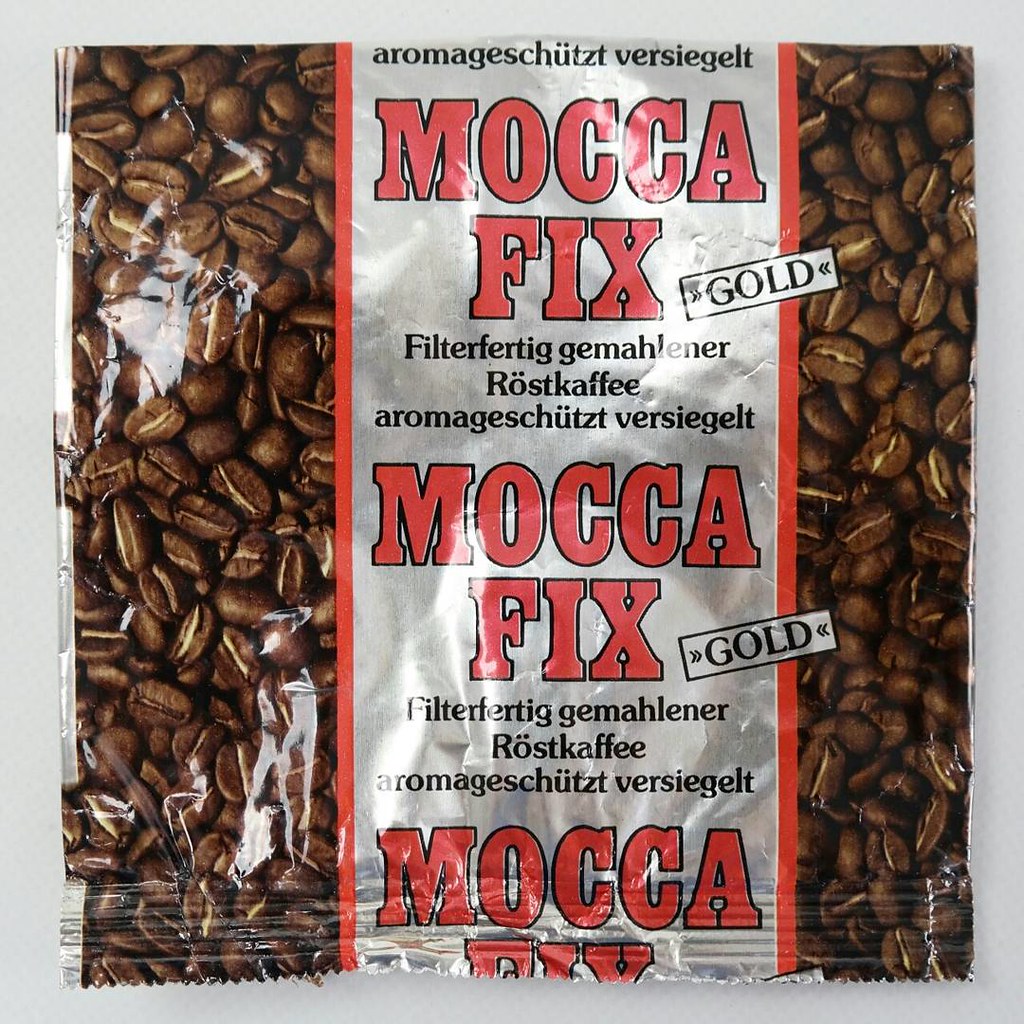 aromageschützt versiegelt
MOCCA
FIX
»GOLD«
Filterfertig gemahlener
Röstkaffee
aromageschützt versiegelt
MOCCA
FIX
»GOLD«
Filterfertig gemahlener
Röstkaffee
aromageschützt versiegelt
MOCCA
FIX